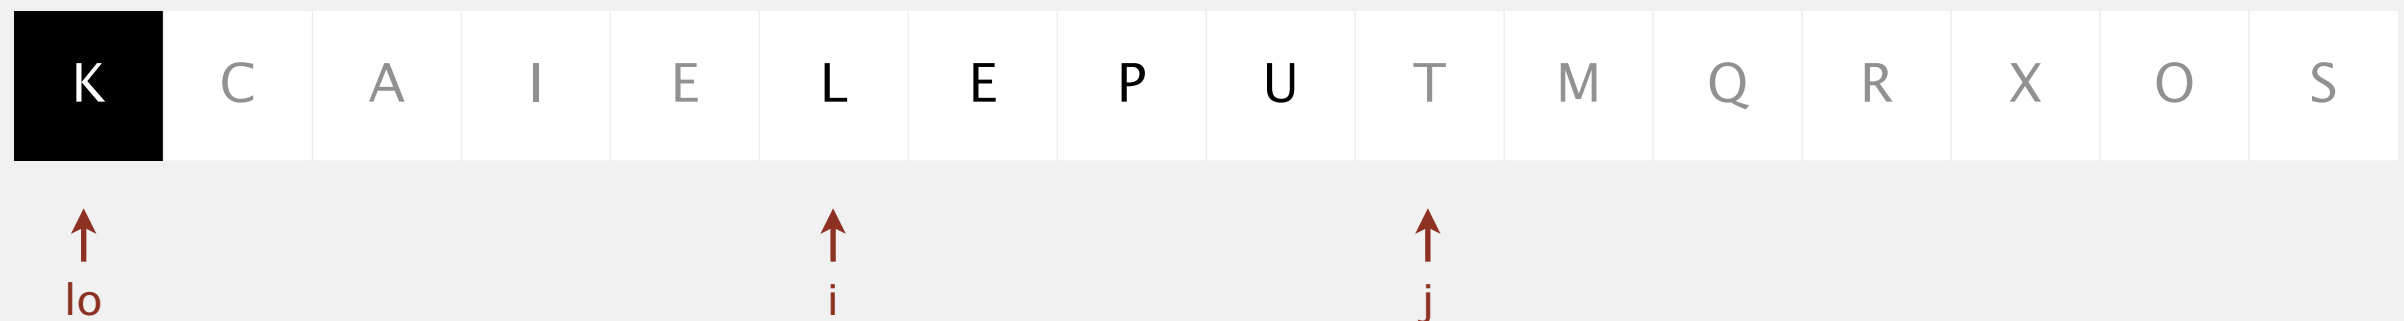 K C A I E L E P U T M Q R X O S
lo i j